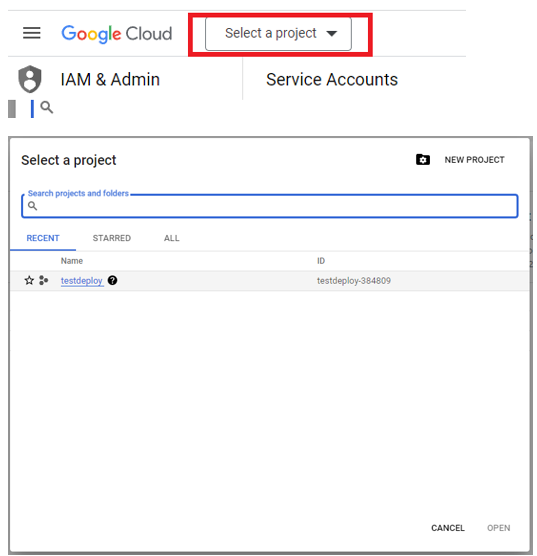 Google Cloud Select a project
IAM & Admin Service Accounts
Select a project NEW PROJECT
Search projects and folders
RECENT STARRED ALL
Name ID
testdeploy testdeploy-384809
CANCEL OPEN